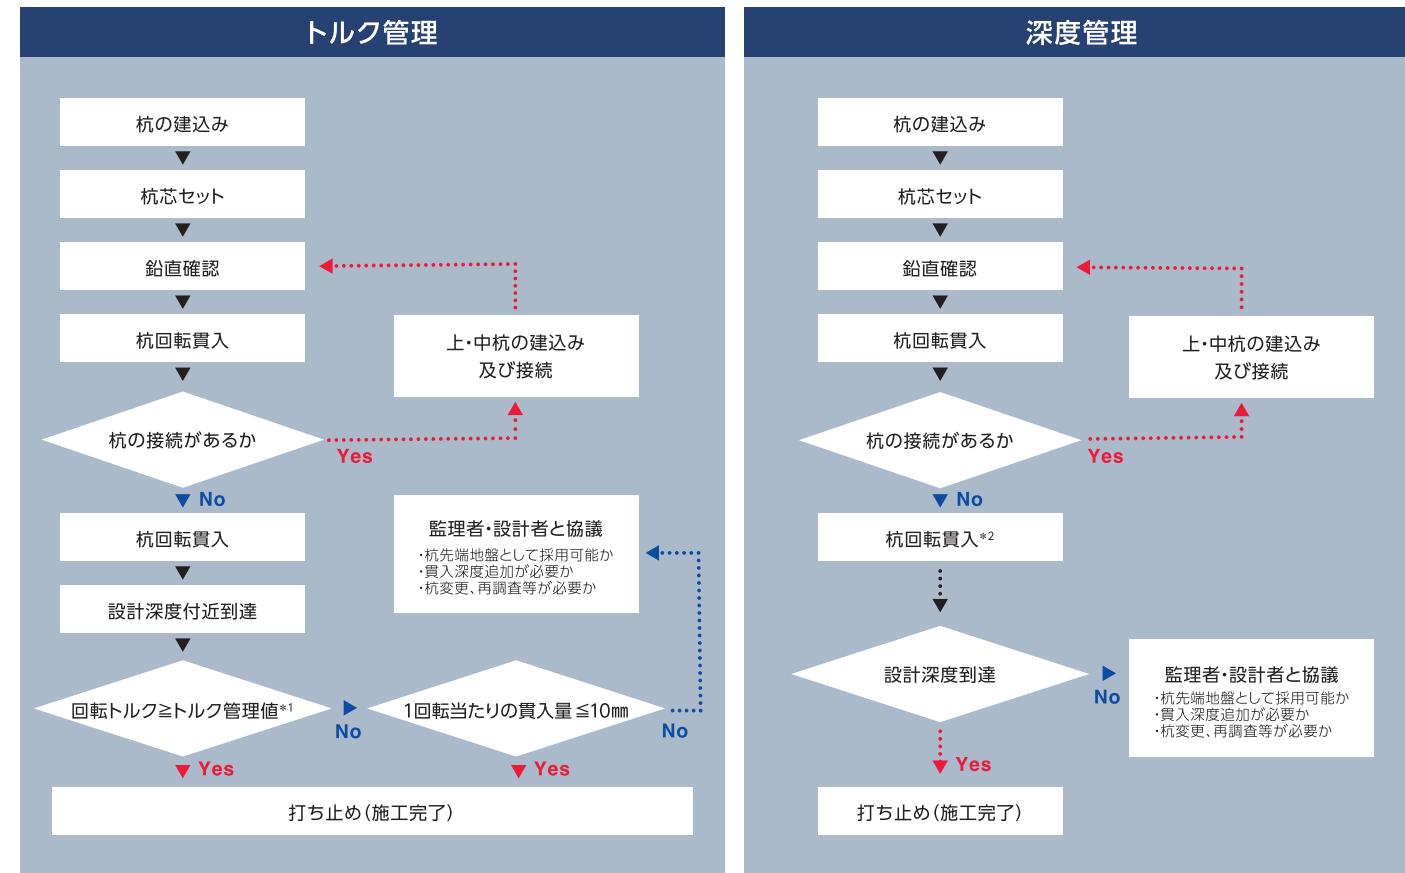 トルク管理
杭の建込み
杭芯セット
鉛直確認
杭回転貫入
上・中杭の建込み
及び接続
杭の接続があるか
Yes
No
杭回転貫入
監理者・設計者と協議
・杭先端地盤として採用可能か
・貫入深度追加が必要か
・杭変更、再調査等が必要か
設計深度付近到達
回転トルク≧トルク管理値*1
No
1回転当たりの貫入量≦10㎜
No
Yes
Yes
打ち止め(施工完了)
深度管理
杭の建込み
杭芯セット
鉛直確認
杭回転貫入
上・中杭の建込み
及び接続
杭の接続があるか
Yes
No
杭回転貫入*2
設計深度到達
No
監理者・設計者と協議
・杭先端地盤として採用可能か
・貫入深度追加が必要か
・杭変更、再調査等が必要か
Yes
打ち止め(施工完了)